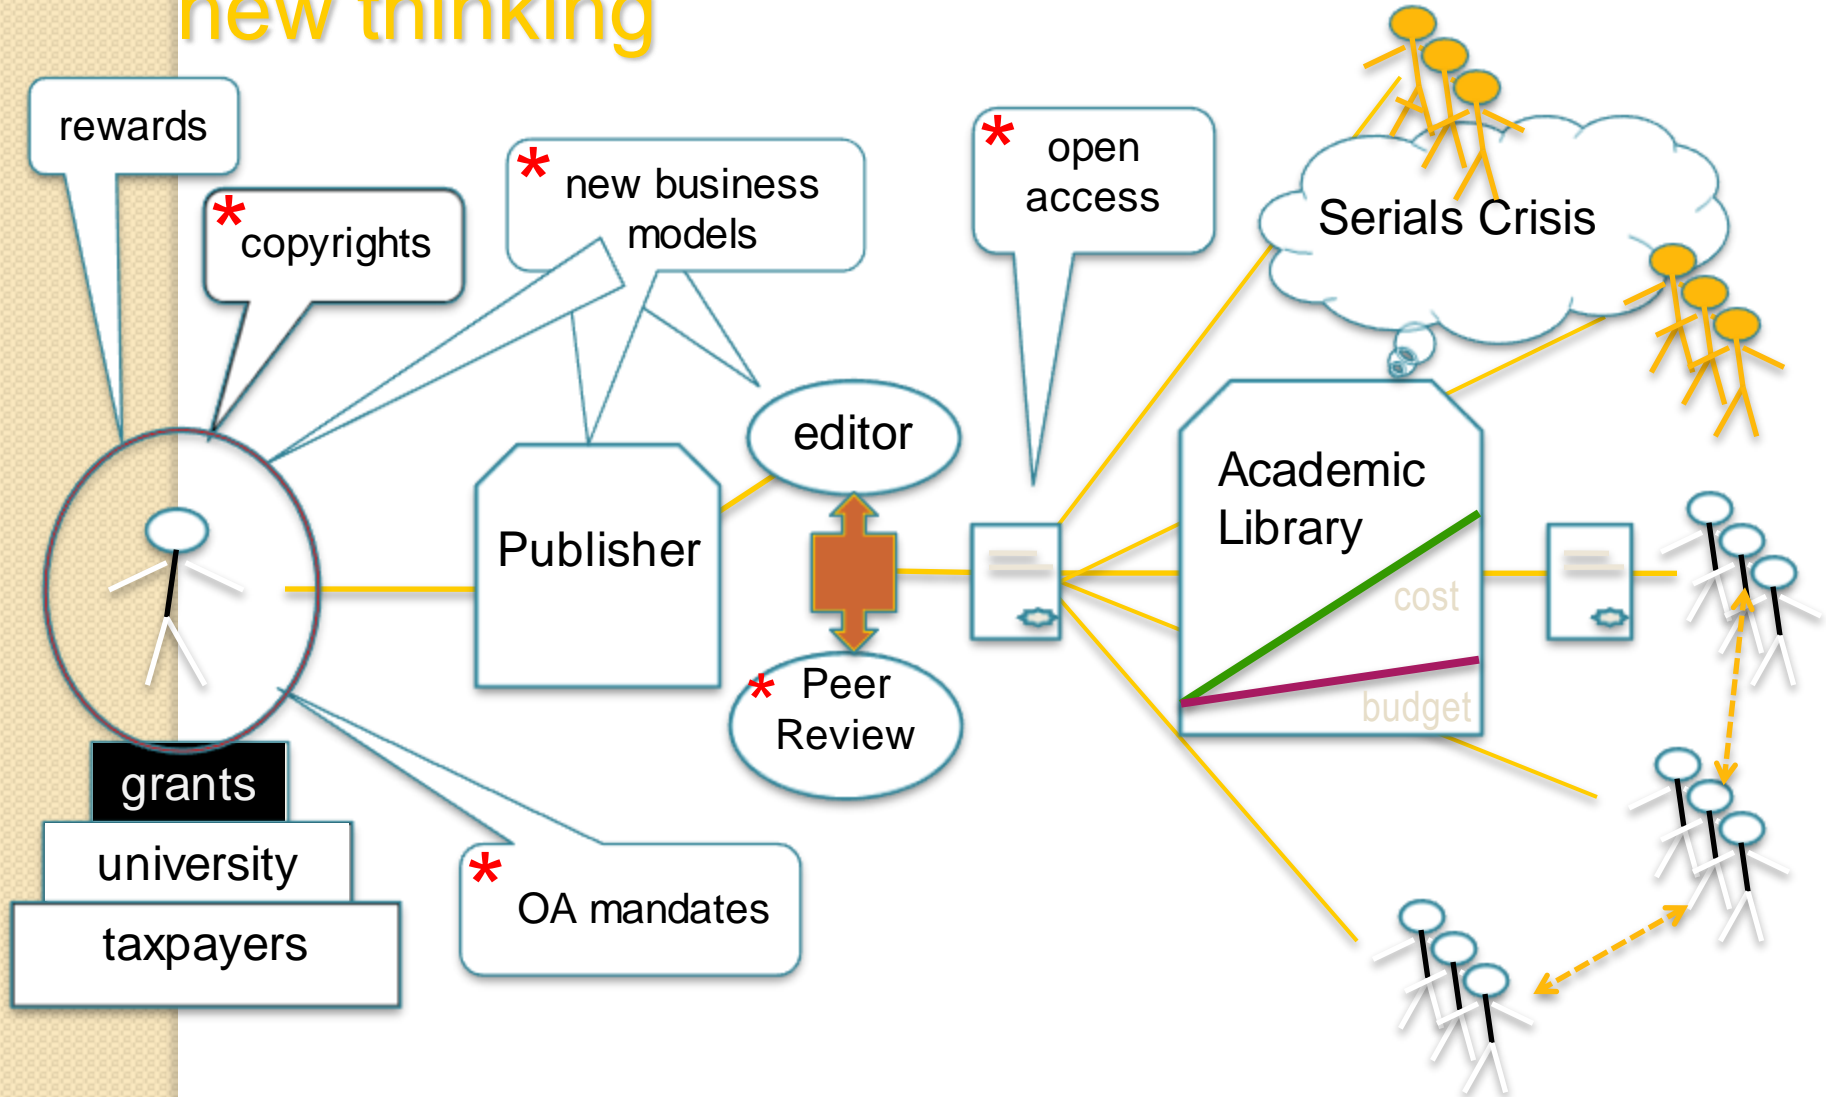 new thinking
rewards
* copyrights
* new business
models
* open
access
Serials Crisis
editor
Publisher
Academic
Library
cost
budget
* Peer
Review
grants
university
taxpayers
* OA mandates